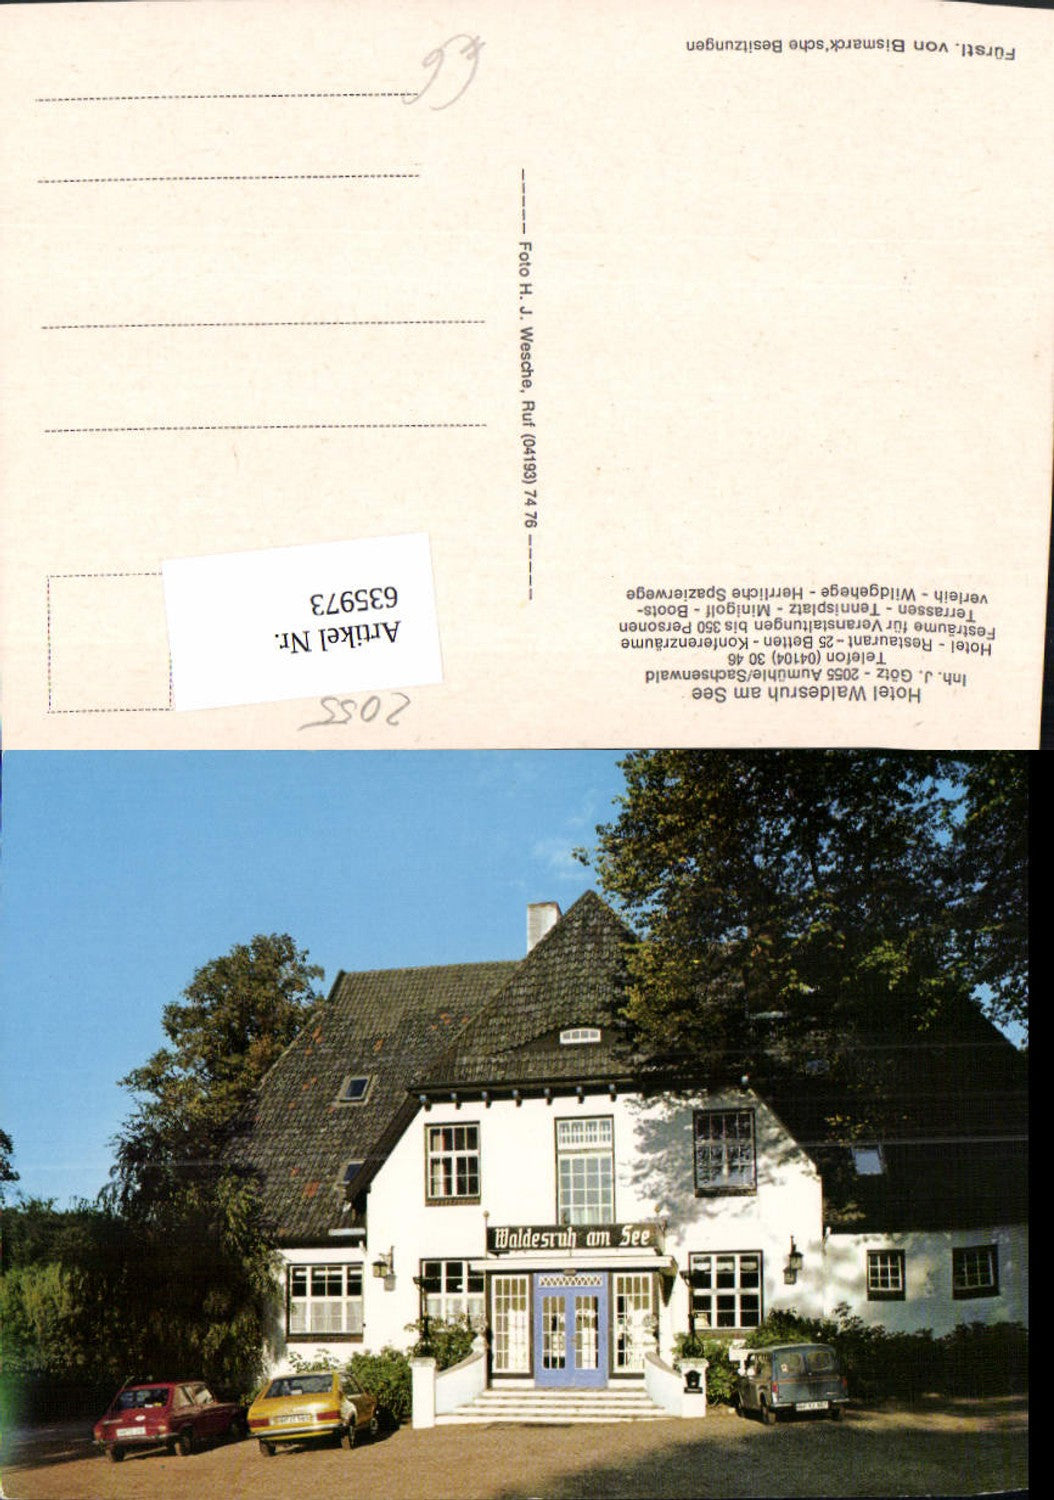 Hotel Waldesruh am See
Inh. J. Götz - 2055 Aumühle/Sachsenwald
Telefon (04104) 30 46
Hotel - Restaurant - 25 Betten - Konferenzräume
Festräume für Veranstaltungen bis 350 Personen
Terrassen - Tennisplatz - Minigolf - Boots-
verleih - Wildgehege - Herrliche Spazierwege
Fürstl. von Bismarck'sche Besitzungen
Foto H. J. Wesche, Ruf (04193) 74 76
2055
Artikel Nr.
635973
Waldesruh am See